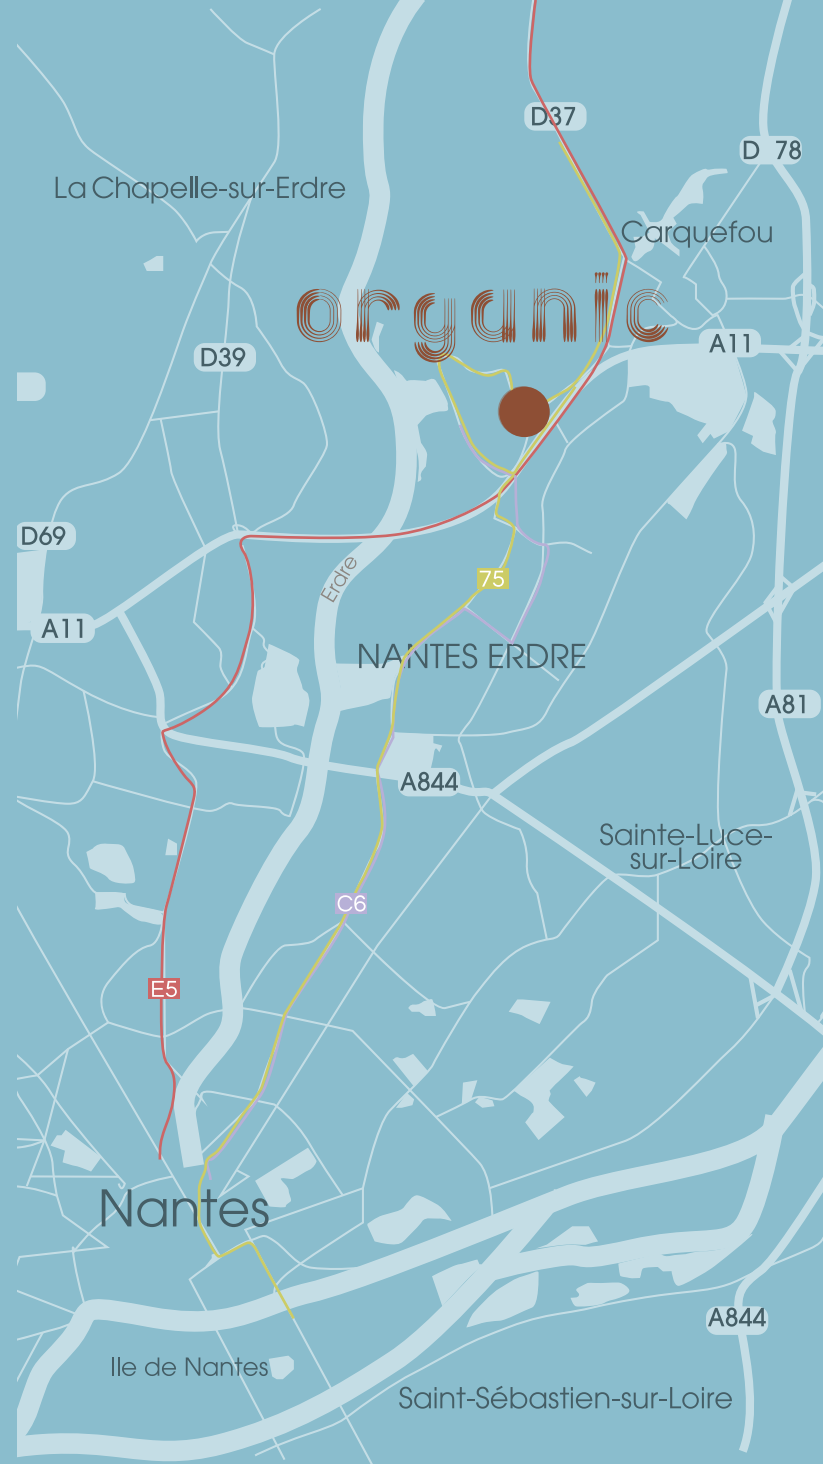 D37
D 78
La Chapelle-sur-Erdre
Carquefou
organic
A11
D39
D69
Erdre
75
A11
NANTES ERDRE
A81
A844
Sainte-Luce-
sur-Loire
C6
E5
Nantes
A844
Ile de Nantes
Saint-Sébastien-sur-Loire